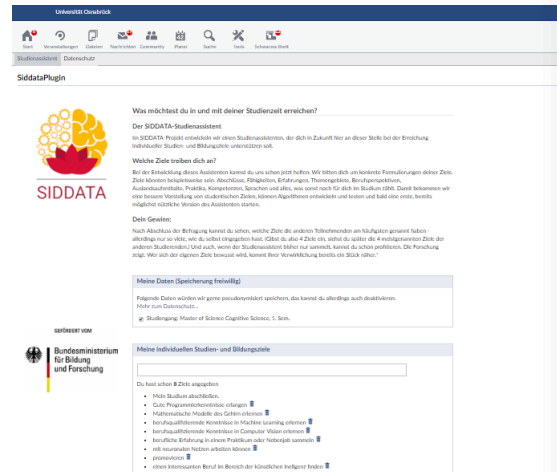 Universität Osnabrück
Start Veranstaltungen Dateien Nachrichten Community Planer Suche Tools Schwarzes Brett
Studienassistent Datenschutz
SiddataPlugin
Was möchtest du in und mit deiner Studienzeit erreichen?
Der SIDDATA-Studienassistent
Im SIDDATA-Projekt entwickeln wir einen Studienassistenten, der dich in Zukunft hier an dieser Stelle bei der Erreichung
individueller Studien- und Bildungsziele unterstützen soll.
Welche Ziele treiben dich an?
Bei der Entwicklung dieses Assistenten kannst du uns schon jetzt helfen. Wir bitten dich um konkrete Formulierungen deiner Ziele.
Ziele könnten beispielsweise sein: Abschlüsse, Fähigkeiten, Erfahrungen, Themengebiete, Berufsperspektiven,
Auslandsaufenthalte, Praktika, Kompetenzen, Sprachen und alles, was sonst noch für dich im Studium zählt. Damit bekommen wir
eine bessere Vorstellung von studentischen Zielen, können Algorithmen entwickeln und testen und bald eine erste, bereits
möglichst nützliche Version des Assistenten starten.
Dein Gewinn:
Nach Abschluss der Befragung kannst du sehen, welche Ziele die anderen Teilnehmenden am häufigsten genannt haben -
allerdings nur so viele, wie du selbst eingegeben hast. (Gibst du also 4 Ziele ein, siehst du später die 4 meistgenannten Ziele der
anderen Studierenden.) Und auch, wenn der Studienassistent bisher nur sammelt, kannst du schon profitieren. Die Forschung
zeigt: Wer sich der eigenen Ziele bewusst wird, kommt ihrer Verwirklichung bereits ein Stück näher.
SIDDATA
Meine Daten (Speicherung freiwillig)
Folgende Daten würden wir gerne pseudonymisiert speichern, das kannst du allerdings auch deaktivieren.
Mehr zum Datenschutz...
Studiengang: Master of Science Cognitive Science, 3. Sem.
GEFÖRDERT VOM
Bundesministerium
für Bildung
und Forschung
Meine individuellen Studien- und Bildungsziele
Du hast schon 8 Ziele angegeben
Mein Studium abschließen.
Gute Programmierkenntnisse erlangen
Mathematische Modelle des Gehirn erlernen
berufsqualifizierende Kenntnisse in Machine Learning erlernen
berufsqualifizierende Kenntnisse in Computer Vision erlernen
berufliche Erfahrung in einem Praktikum oder Nebenjob sammeln
mit neuronalen Netzen arbeiten können
promovieren
einen interessanten Beruf im Bereich der künstlichen Intelligenz finden